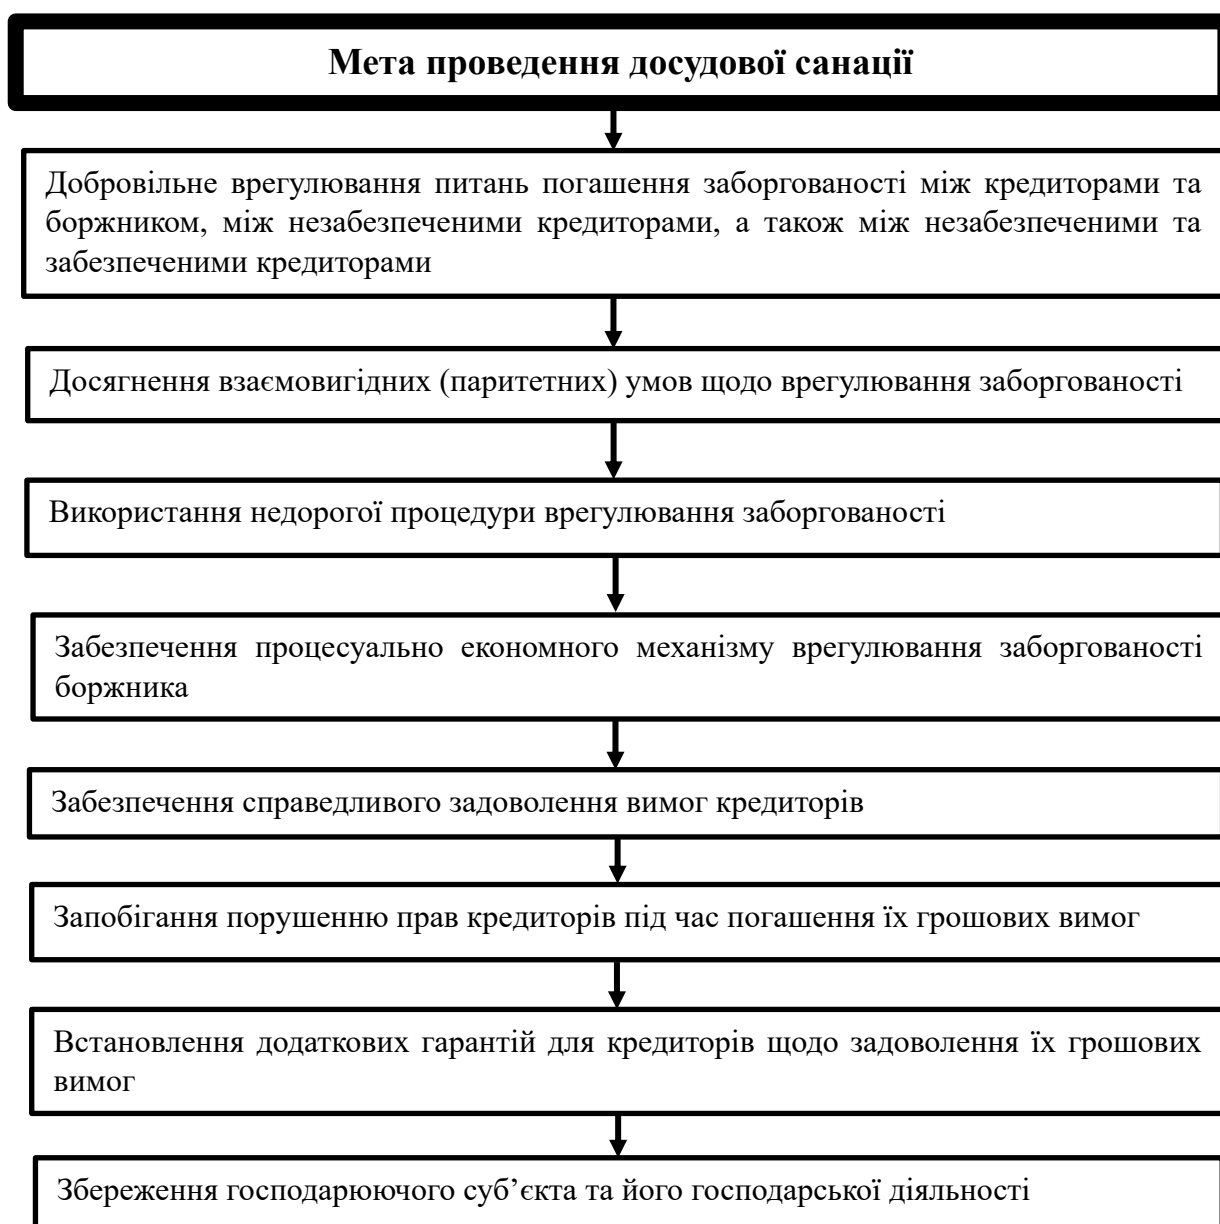 Мета проведення досудової санації
Добровільне врегулювання питань погашення заборгованості між кредиторами та
боржником, між незабезпеченими кредиторами, а також між незабезпеченими та
забезпеченими кредиторами
Досягнення взаємовигідних (паритетних) умов щодо врегулювання заборгованості
Використання недорогої процедури врегулювання заборгованості
Забезпечення процесуально економного механізму врегулювання заборгованості
боржника
Забезпечення справедливого задоволення вимог кредиторів
Запобігання порушенню прав кредиторів під час погашення їх грошових вимог
Встановлення додаткових гарантій для кредиторів щодо задоволення їх грошових
вимог
Збереження господарюючого суб’єкта та його господарської діяльності